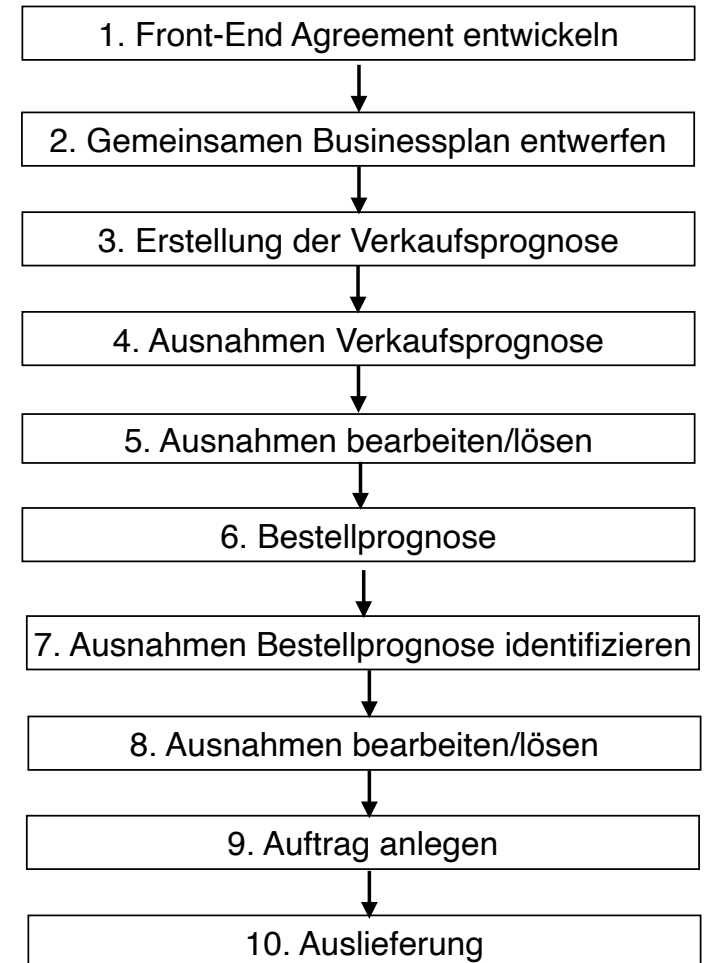 1. Front-End Agreement entwickeln
2. Gemeinsamen Businessplan entwerfen
3. Erstellung der Verkaufsprognose
4. Ausnahmen Verkaufsprognose
5. Ausnahmen bearbeiten/lösen
6. Bestellprognose
7. Ausnahmen Bestellprognose identifizieren
8. Ausnahmen bearbeiten/lösen
9. Auftrag anlegen
10. Auslieferung